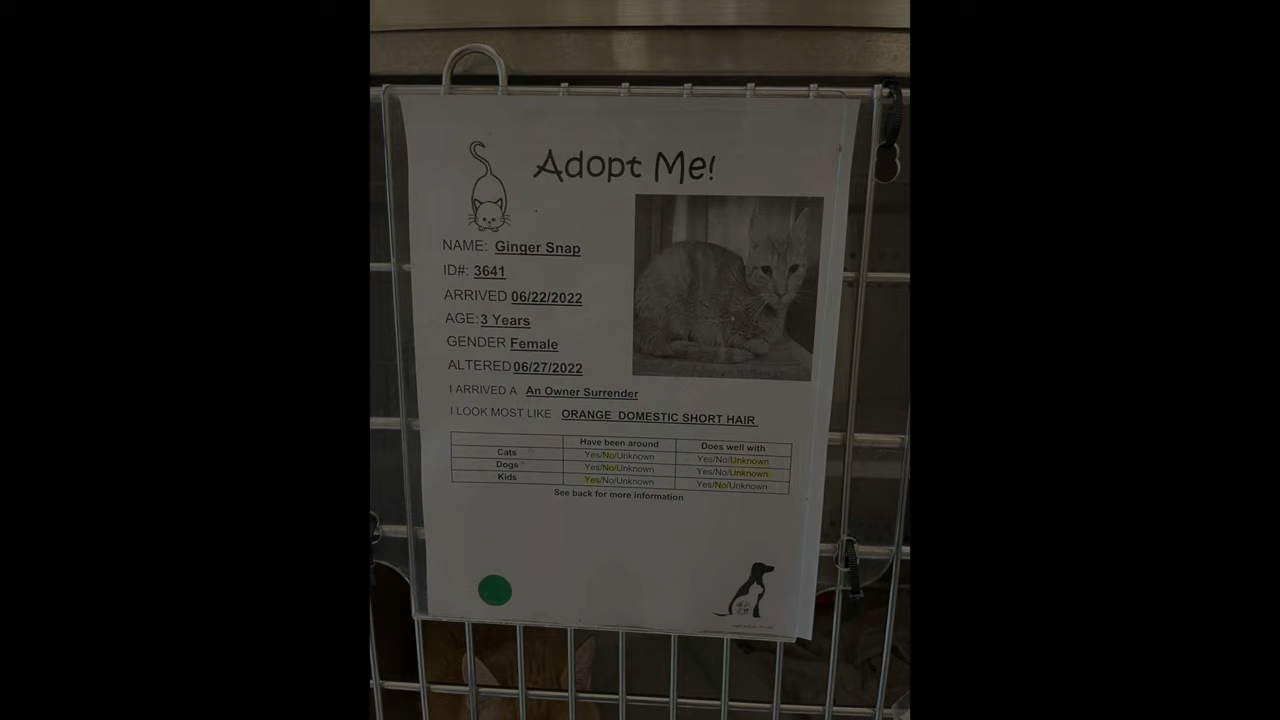 Adopt Me!
NAME: Ginger Snap
ID#: 3641
ARRIVED 06/22/2022
AGE: 3 Years
GENDER Female
ALTERED 06/27/2022
I ARRIVED A An Owner Surrender
I LOOK MOST LIKE ORANGE DOMESTIC SHORT HAIR
Have been around Does well with
Cats Yes/No/Unknown Yes/No/Unknown
Dogs Yes/No/Unknown Yes/No/Unknown
Kids Yes/No/Unknown Yes/No/Unknown
See back for more information